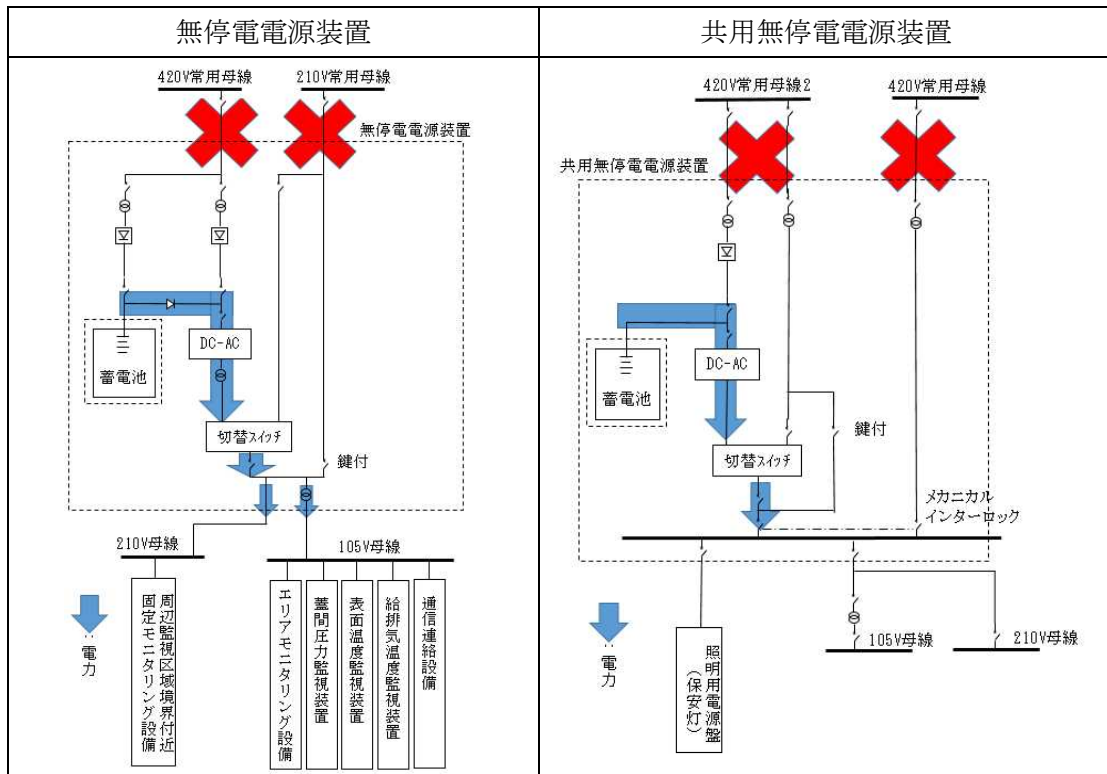 無停電電源装置
420V常用母線
210V常用母線
無停電電源装置
DC-AC
蓄電池
切替スイッチ
鍵付
210V母線
105V母線
周辺監視区域境界付近
固定モニタリング設備
エリアモニタリング設備
蓋間圧力監視装置
表面温度監視装置
給排気温度監視装置
通信連絡設備
:電力
共用無停電電源装置
420V常用母線2
420V常用母線
共用無停電電源装置
DC-AC
蓄電池
鍵付
切替スイッチ
メカニカル
インターロック
105V母線
210V母線
照明用電源盤
(保安灯)
:電力